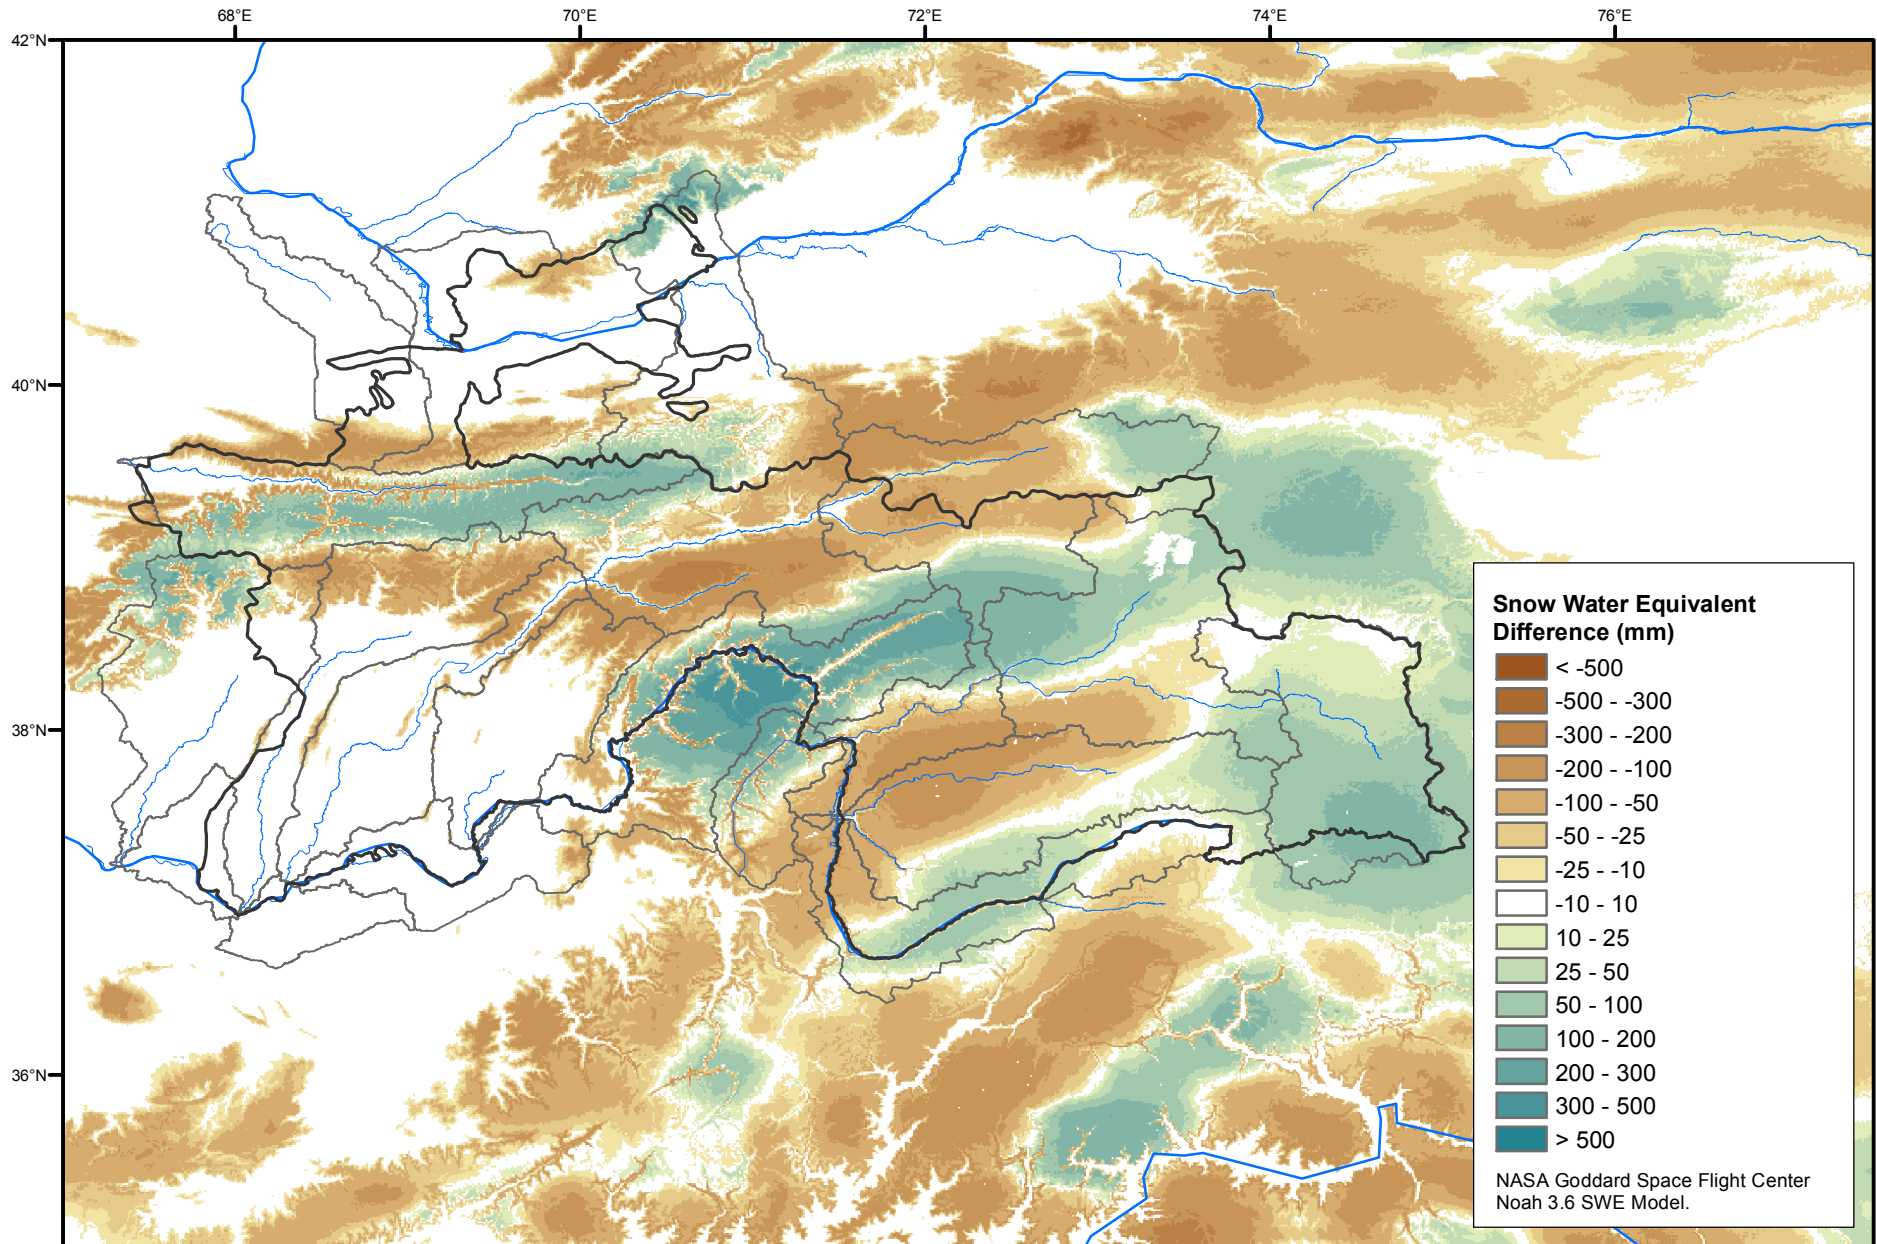 68°E 70°E 72°E 74°E 76°E
42°N
40°N
38°N
36°N
Snow Water Equivalent
Difference (mm)
< -500
-500 - -300
-300 - -200
-200 - -100
-100 - -50
-50 - -25
-25 - -10
-10 - 10
10 - 25
25 - 50
50 - 100
100 - 200
200 - 300
300 - 500
> 500
NASA Goddard Space Flight Center
Noah 3.6 SWE Model.